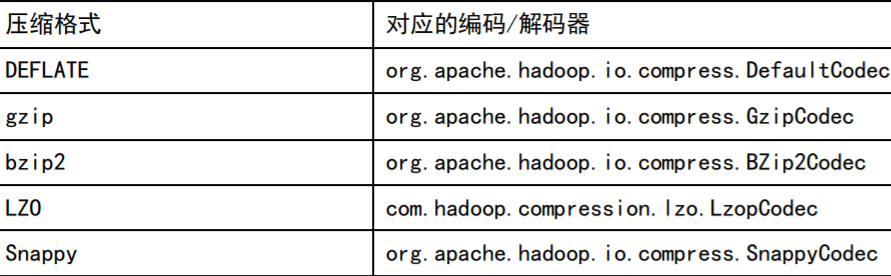 压缩格式 对应的编码/解码器
DEFLATE org.apache.hadoop.io.compress.DefaultCodec
gzip org.apache.hadoop.io.compress.GzipCodec
bzip2 org.apache.hadoop.io.compress.BZip2Codec
LZO com.hadoop.compression.lzo.LzopCodec
Snappy org.apache.hadoop.io.compress.SnappyCodec